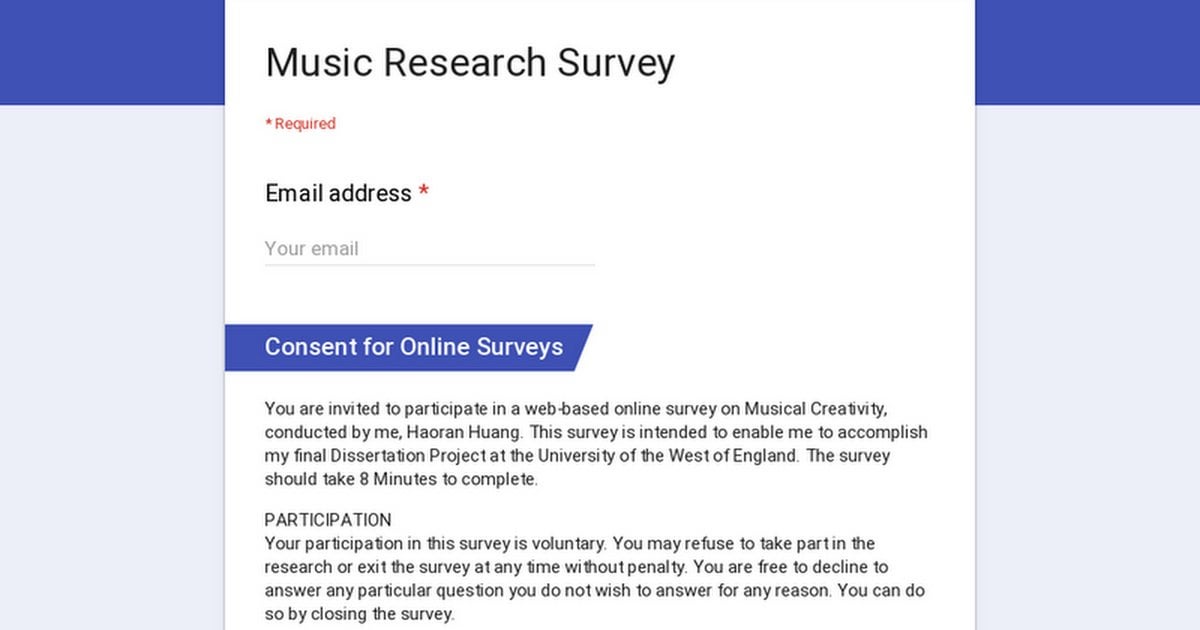 Music Research Survey
* Required
Email address *
Your email
Consent for Online Surveys
You are invited to participate in a web-based online survey on Musical Creativity,
conducted by me, Haoran Huang. This survey is intended to enable me to accomplish
my final Dissertation Project at the University of the West of England. The survey
should take 8 Minutes to complete.
PARTICIPATION
Your participation in this survey is voluntary. You may refuse to take part in the
research or exit the survey at any time without penalty. You are free to decline to
answer any particular question you do not wish to answer for any reason. You can do
so by closing the survey.